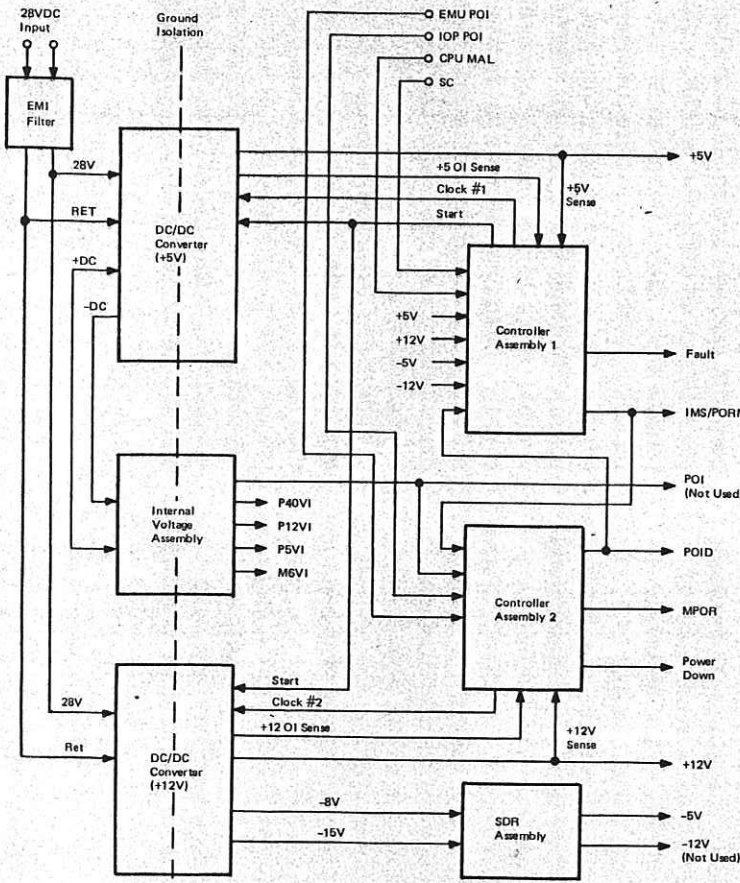 28VDC
Input
Ground
Isolation
EMU POI
IOP POI
CPU MAL
SC
EMI
Filter
28V
+5V
+5 OI Sense
+5V
Sense
Clock #1
RET
Start
DC/DC
Converter
(+5V)
+DC
-DC
+5V
+12V
-5V
-12V
Controller
Assembly 1
Fault
IMS/PORN
POI
(Not Used)
Internal
Voltage
Assembly
P40VI
P12VI
P5VI
M6VI
POID
Controller
Assembly 2
MPOR
Power
Down
Start
28V
Clock #2
+12 OI Sense
+12V
Sense
Ret
DC/DC
Converter
(+12V)
+12V
-8V
-15V
SDR
Assembly
-5V
-12V
(Not Used)